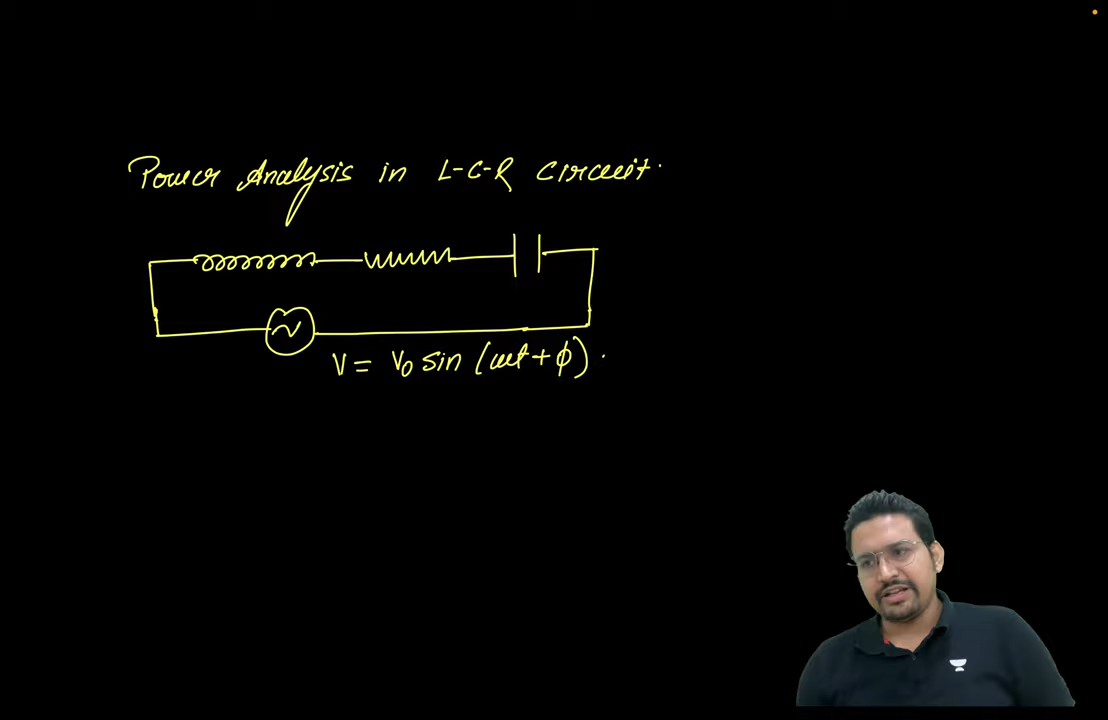 Power Analysis in L-C-R circuit.
V = V₀ sin (ωt + ϕ).